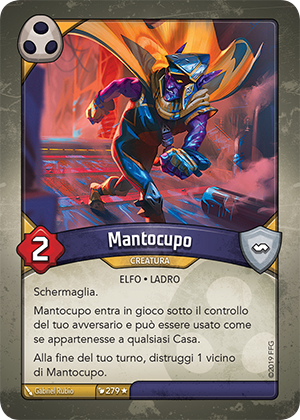 Mantocupo
CREATURA
2
ELFO • LADRO
Schermaglia.
Mantocupo entra in gioco sotto il controllo
del tuo avversario e può essere usato come
se appartenesse a qualsiasi Casa.
Alla fine del tuo turno, distruggi 1 vicino
di Mantocupo.
Gabriel Rubio
279 ★
©2019 FFG